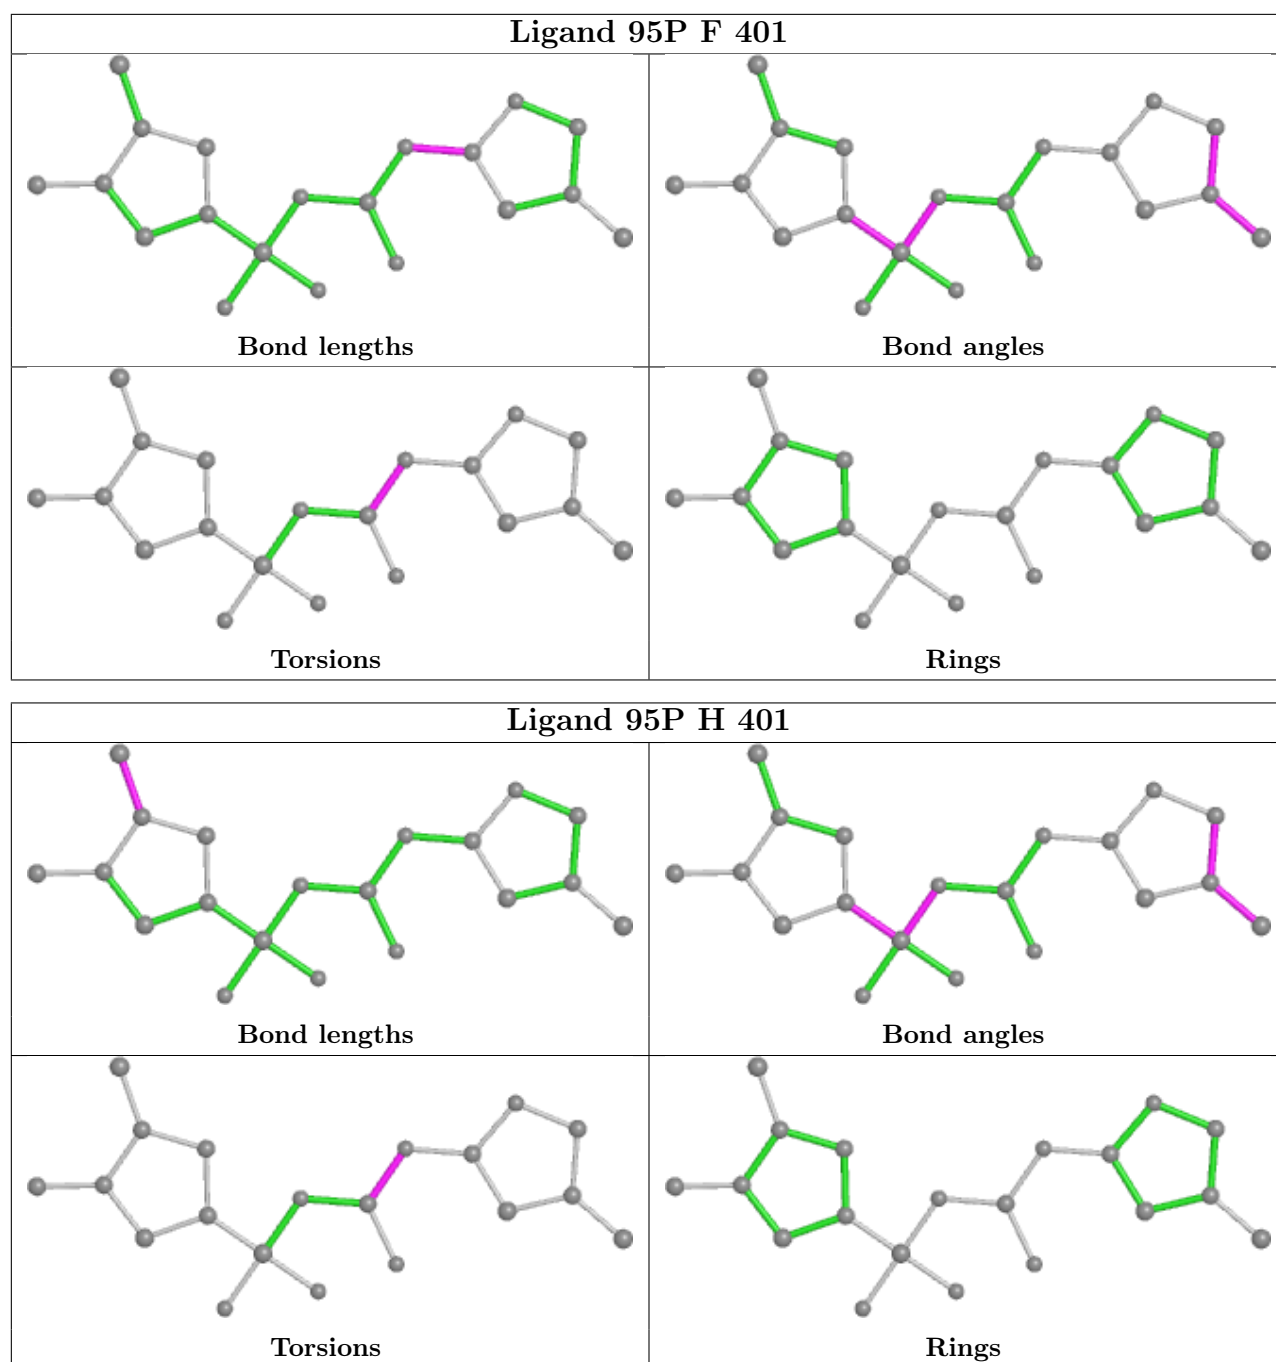 Ligand 95P F 401
Bond lengths
Bond angles
Torsions
Rings
Ligand 95P H 401
Bond lengths
Bond angles
Torsions
Rings